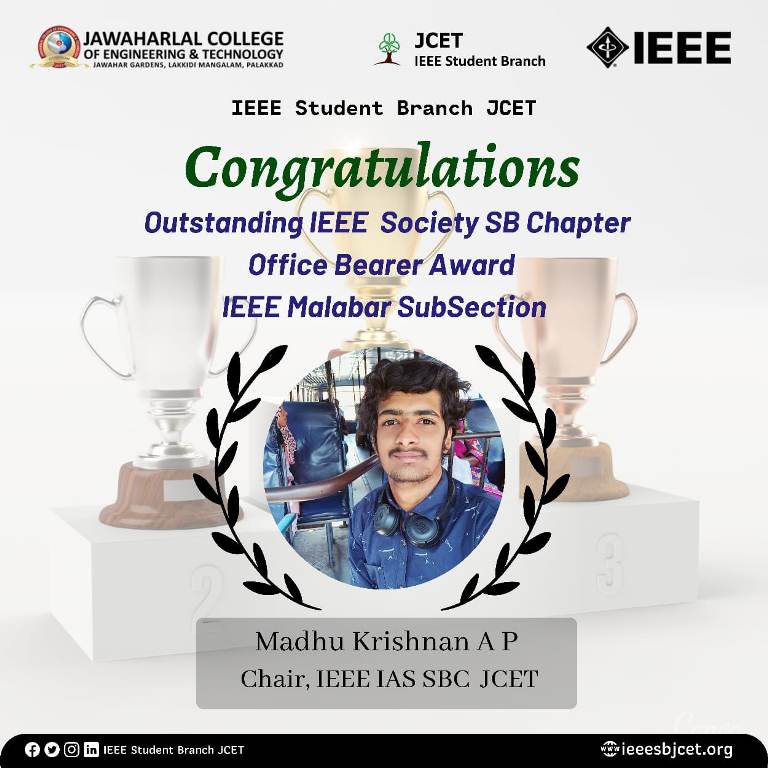 JAWAHARLAL COLLEGE
OF ENGINEERING & TECHNOLOGY
JAWAHAR GARDENS, LAKKIDI MANGALAM, PALAKKAD
JCET
IEEE Student Branch
IEEE
IEEE Student Branch JCET
Congratulations
Outstanding IEEE Society SB Chapter
Office Bearer Award
IEEE Malabar SubSection
2
3
Madhu Krishnan A P
Chair, IEEE IAS SBC JCET
IEEE Student Branch JCET
ieeesbjcet.org